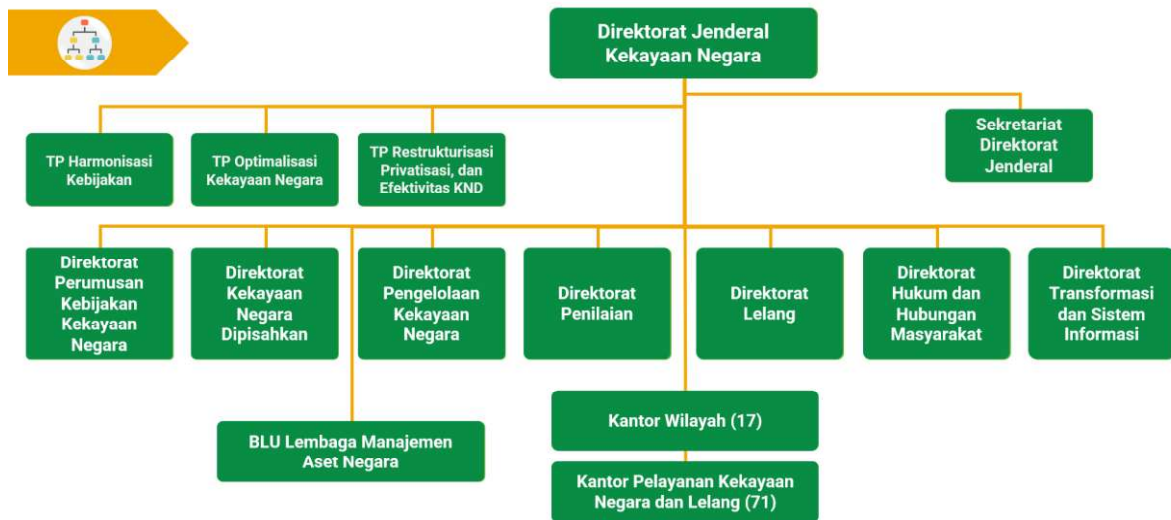 Direktorat Jenderal
Kekayaan Negara
TP Harmonisasi
Kebijakan
TP Optimalisasi
Kekayaan Negara
TP Restrukturisasi
Privatisasi, dan
Efektivitas KND
Sekretariat
Direktorat
Jenderal
Direktorat
Perumusan
Kebijakan
Kekayaan
Negara
Direktorat
Kekayaan
Negara
Dipisahkan
Direktorat
Pengelolaan
Kekayaan
Negara
Direktorat
Penilaian
Direktorat
Lelang
Direktorat
Hukum dan
Hubungan
Masyarakat
Direktorat
Transformasi
dan Sistem
Informasi
BLU Lembaga Manajemen
Aset Negara
Kantor Wilayah (17)
Kantor Pelayanan Kekayaan
Negara dan Lelang (71)